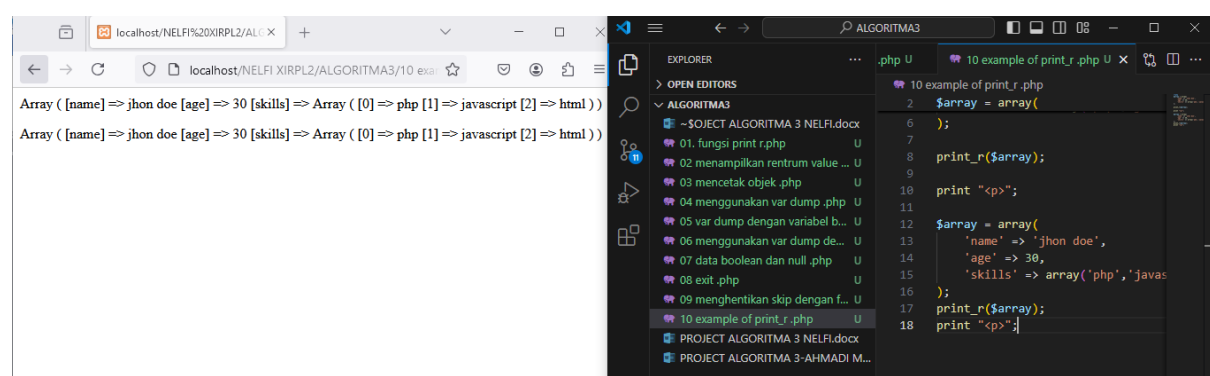 localhost/NELFI%20XIRPL2/ALG
localhost/NELFI XIRPL2/ALGORITMA3/10 exar
Array ( [name] => jhon doe [age] => 30 [skills] => Array ( [0] => php [1] => javascript [2] => html ) )
Array ( [name] => jhon doe [age] => 30 [skills] => Array ( [0] => php [1] => javascript [2] => html ) )
ALGORITMA3
EXPLORER
OPEN EDITORS
ALGORITMA3
~$OJECT ALGORITMA 3 NELFI.docx
01. fungsi print r.php U
02 menampilkan rentrum value ... U
03 mencetak objek .php U
04 menggunakan var dump .php U
05 var dump dengan variabel b... U
06 menggunakan var dump de... U
07 data boolean dan null .php U
08 exit .php U
09 menghentikan skip dengan f... U
10 example of print_r .php U
PROJECT ALGORITMA 3 NELFI.docx
PROJECT ALGORITMA 3-AHMADI M...
11
.php U
10 example of print_r .php U
10 example of print_r .php
2 $array = array(
6 );
7
8 print_r($array);
9
10 print "<p>";
11
12 $array = array(
13 'name' => 'jhon doe',
14 'age' => 30,
15 'skills' => array('php','javas
16 );
17 print_r($array);
18 print "<p>";